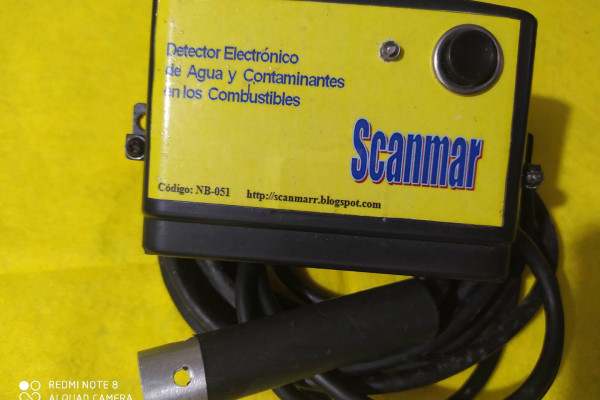 Detector Electrónico
de Agua y Contaminantes
en los Combustibles
Scanmar
Código: NB-051 http://scanmarr.blogspot.com
REDMI NOTE 8
AI QUAD CAMERA